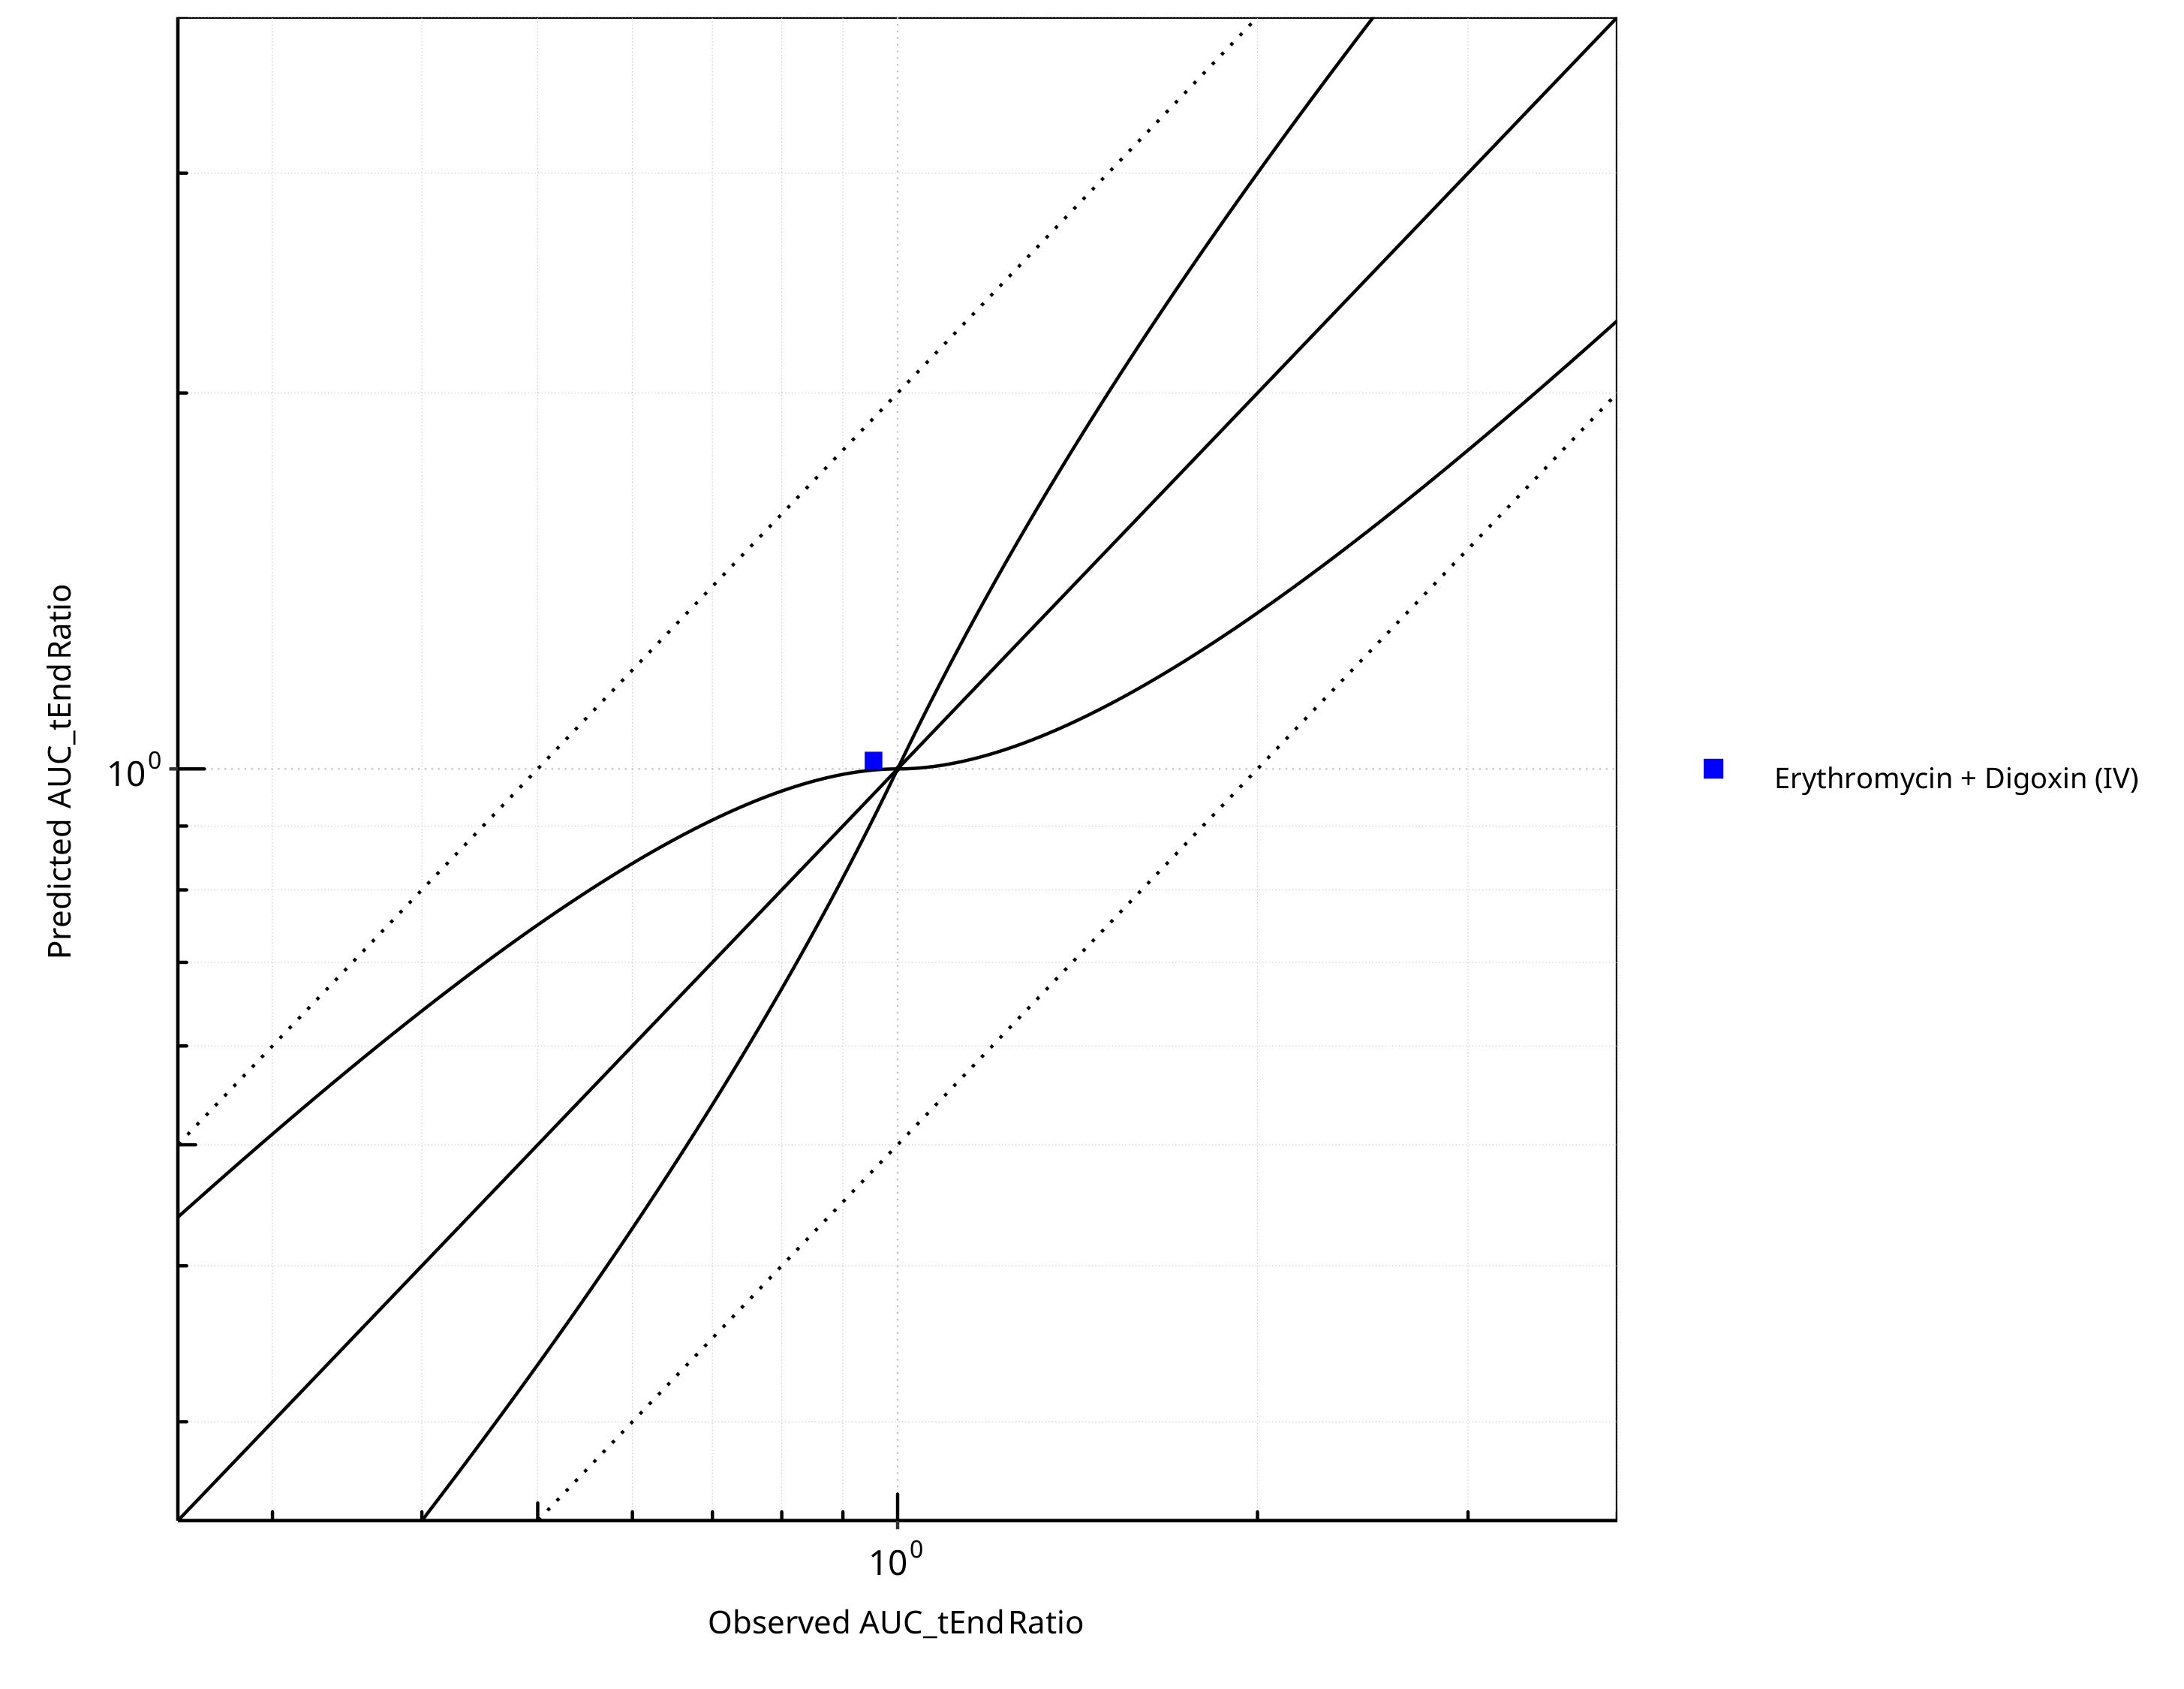 Predicted AUC_tEnd Ratio
10⁰
10⁰
Observed AUC_tEnd Ratio
Erythromycin + Digoxin (IV)